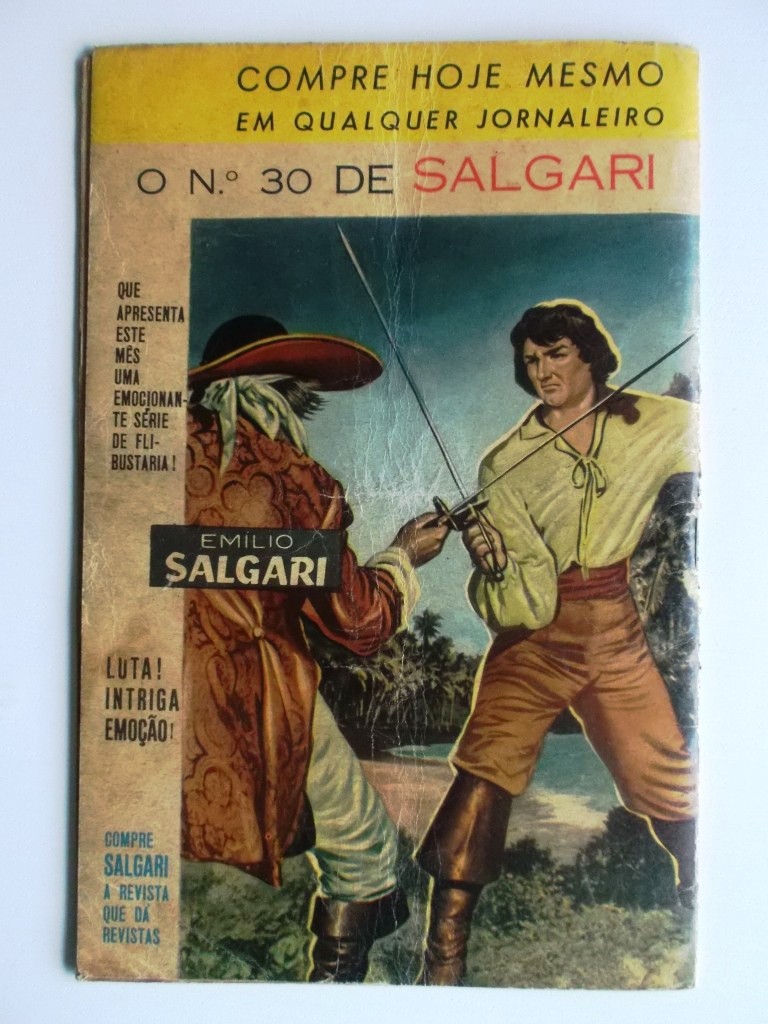 COMPRE HOJE MESMO
EM QUALQUER JORNALEIRO
O N.º 30 DE SALGARI
QUE
APRESENTA
ESTE
MÊS
UMA
EMOCIONAN-
TE SÉRIE
DE FLI-
BUSTARIA!
EMÍLIO
SALGARI
LUTA!
INTRIGA
EMOÇÃO!
COMPRE
SALGARI
A REVISTA
QUE DÁ
REVISTAS